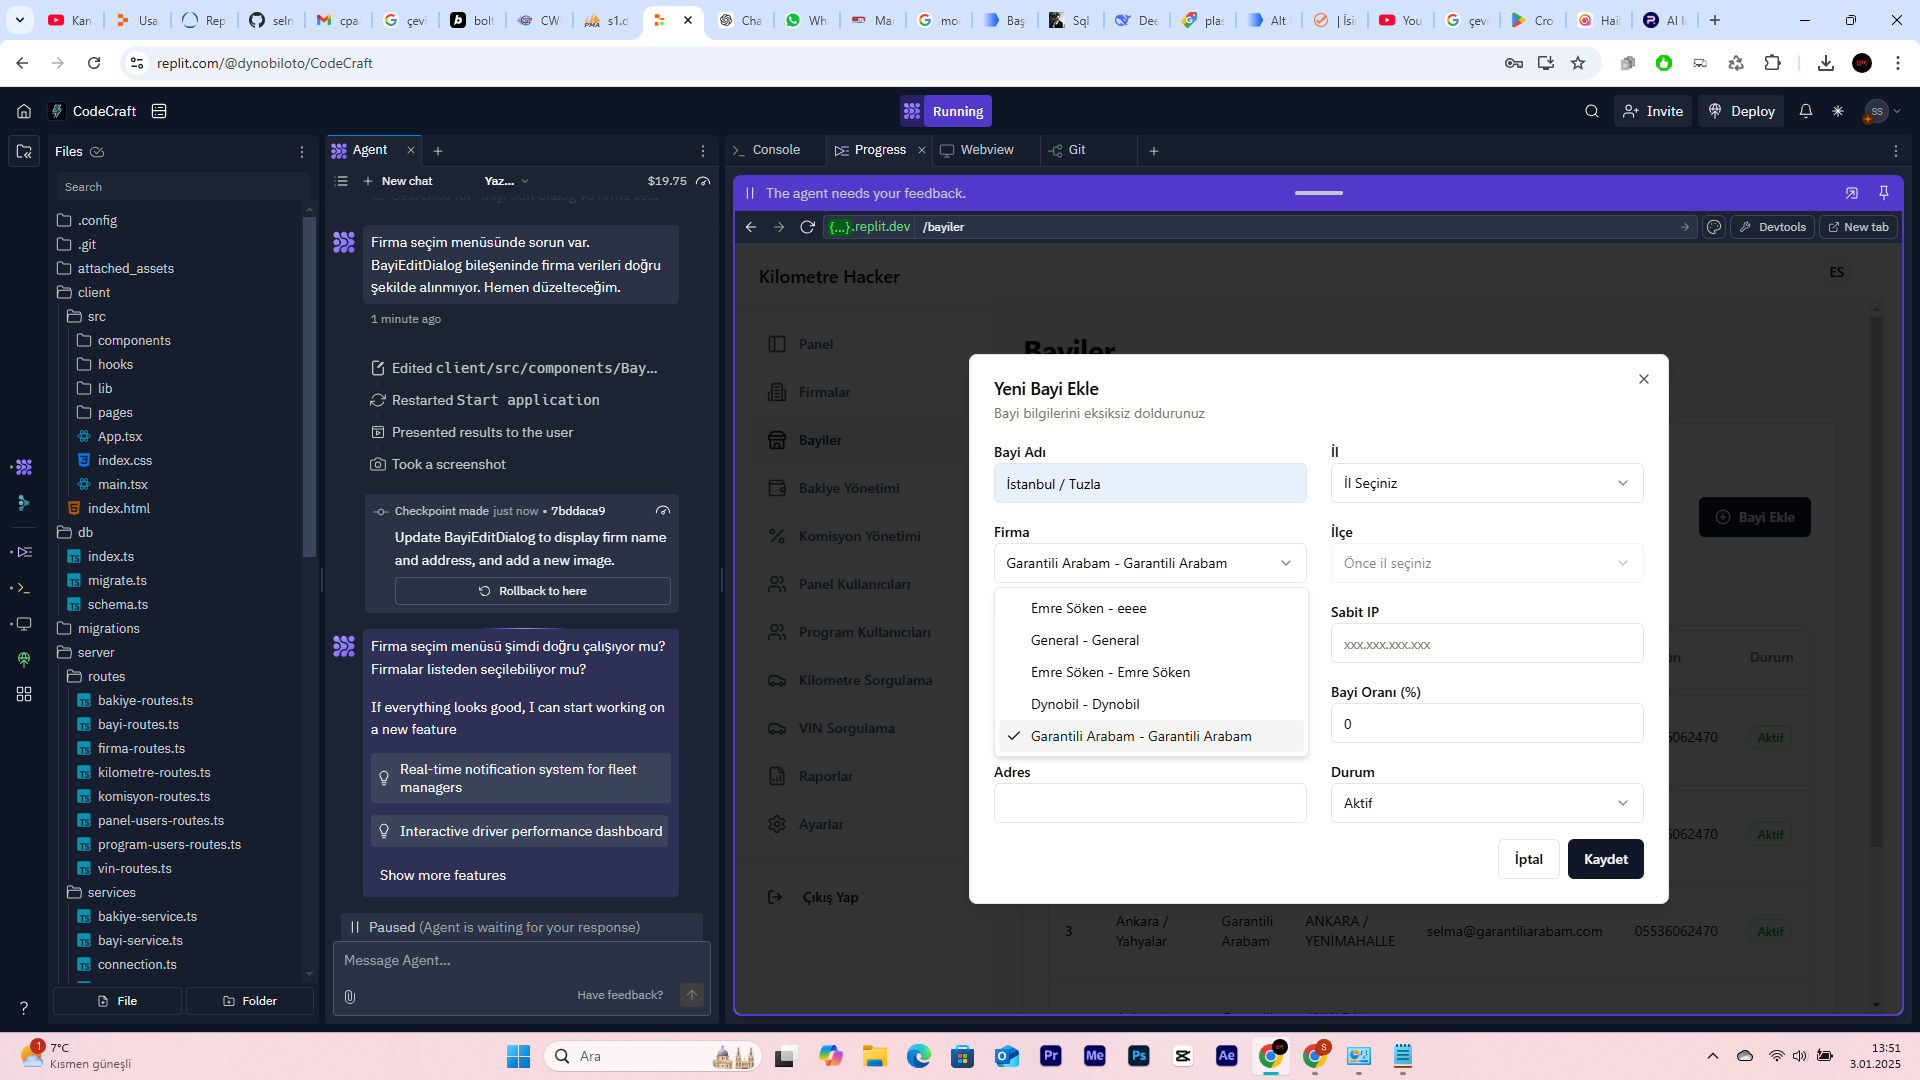 Kan
Usa
Rep
seln
cpa
çevi
bolt
CW
s1.d
Cha
Wh
Mar
mo
Baş
Sql
Dee
plas
Alt
| İsi
You
çevi
Cro
Hail
AI I
replit.com/@dynobiloto/CodeCraft
CodeCraft
Running
Invite
Deploy
SS
Files
Search
.config
.git
attached_assets
client
src
components
hooks
lib
pages
App.tsx
index.css
main.tsx
index.html
db
index.ts
migrate.ts
schema.ts
migrations
server
routes
bakiye-routes.ts
bayi-routes.ts
firma-routes.ts
kilometre-routes.ts
komisyon-routes.ts
panel-users-routes.ts
program-users-routes.ts
vin-routes.ts
services
bakiye-service.ts
bayi-service.ts
connection.ts
File
Folder
Agent
New chat
Yaz...
$19.75
Firma seçim menüsünde sorun var.
BayiEditDialog bileşeninde firma verileri doğru
şekilde alınmıyor. Hemen düzelteceğim.
1 minute ago
Edited client/src/components/Bay...
Restarted Start application
Presented results to the user
Took a screenshot
Checkpoint made just now • 7bddaca9
Update BayiEditDialog to display firm name
and address, and add a new image.
Rollback to here
Firma seçim menüsü şimdi doğru çalışıyor mu?
Firmalar listeden seçilebiliyor mu?
If everything looks good, I can start working on
a new feature
Real-time notification system for fleet
managers
Interactive driver performance dashboard
Show more features
Paused (Agent is waiting for your response)
Message Agent...
Have feedback?
Console
Progress
Webview
Git
The agent needs your feedback.
{...}.replit.dev
/bayiler
Devtools
New tab
Kilometre Hacker
ES
Panel
Firmalar
Bayiler
Bakiye Yönetimi
Komisyon Yönetimi
Panel Kullanıcıları
Program Kullanıcıları
Kilometre Sorgulama
VIN Sorgulama
Raporlar
Ayarlar
Çıkış Yap
Bayiler
Bayi Ekle
Yeni Bayi Ekle
Bayi bilgilerini eksiksiz doldurunuz
Bayi Adı
İstanbul / Tuzla
İl
İl Seçiniz
Firma
Garantili Arabam - Garantili Arabam
İlçe
Önce il seçiniz
Emre Söken - eeee
General - General
Emre Söken - Emre Söken
Dynobil - Dynobil
Garantili Arabam - Garantili Arabam
Sabit IP
xxx.xxx.xxx.xxx
Bayi Oranı (%)
0
Adres
Durum
Aktif
İptal
Kaydet
on
Durum
6062470
Aktif
6062470
Aktif
3
Ankara /
Yahyalar
Garantili
Arabam
ANKARA /
YENİMAHALLE
selma@garantiliarabam.com
05536062470
Aktif
?
1
7°C
Kısmen güneşli
Ara
Pr
Me
Ps
Ae
S
13:51
3.01.2025